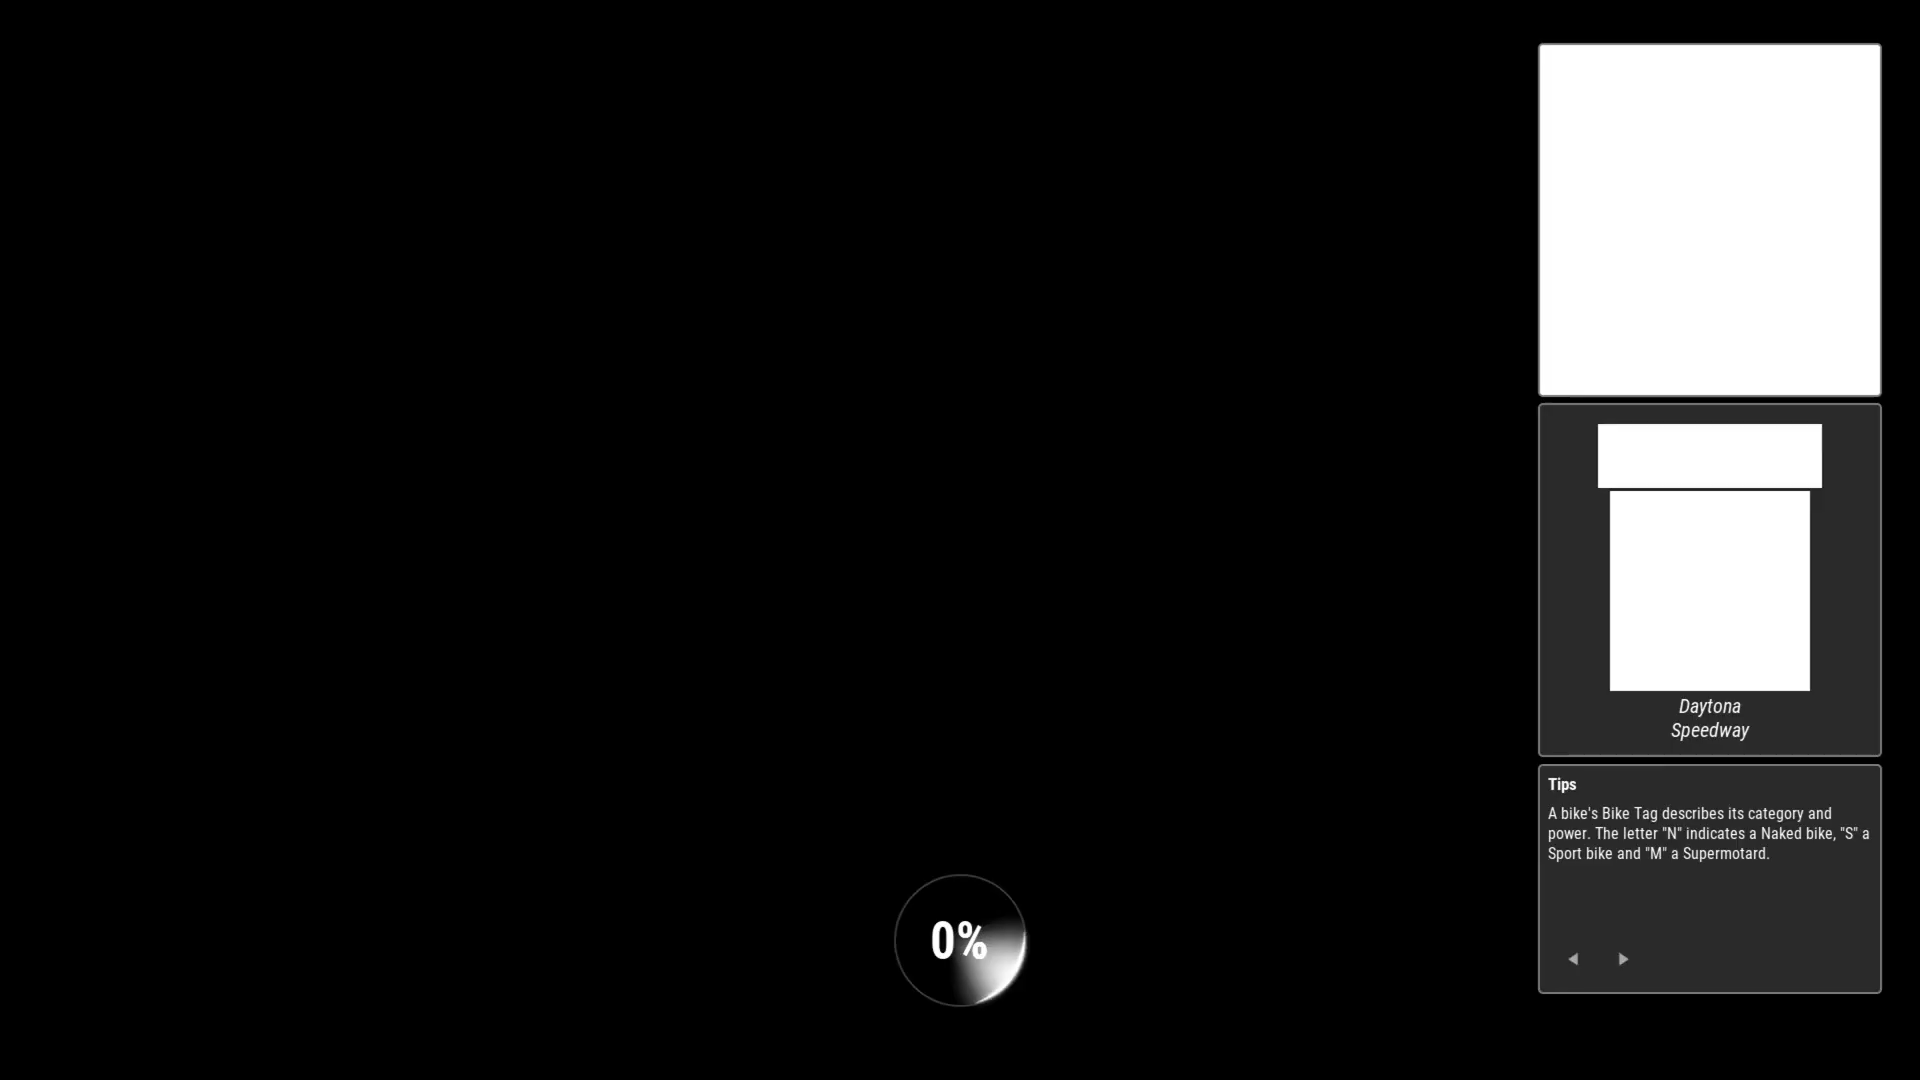 Daytona
Speedway
Tips
A bike's Bike Tag describes its category and
power. The letter "N" indicates a Naked bike, "S" a
Sport bike and "M" a Supermotard.
0%